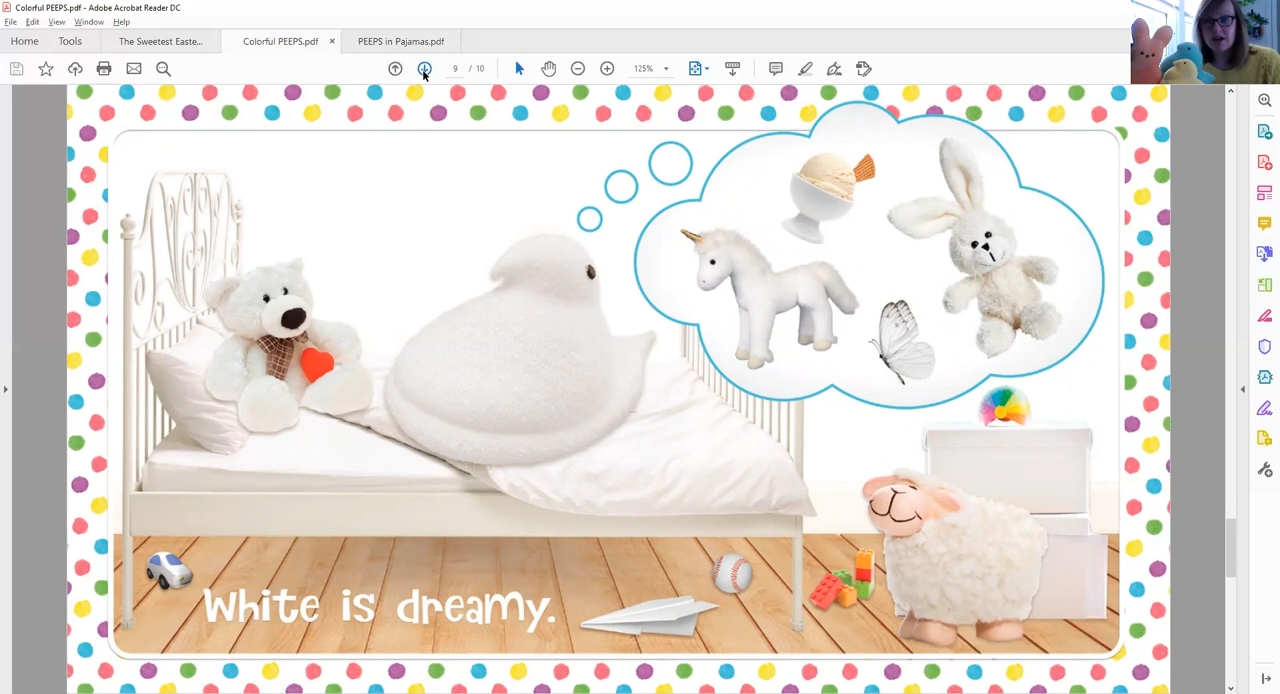 Colorful PEEPS.pdf - Adobe Acrobat Reader DC
File Edit View Window Help
Home Tools The Sweetest Easte... Colorful PEEPS.pdf × PEEPS in Pajamas.pdf
9 / 10 125%
White is dreamy.